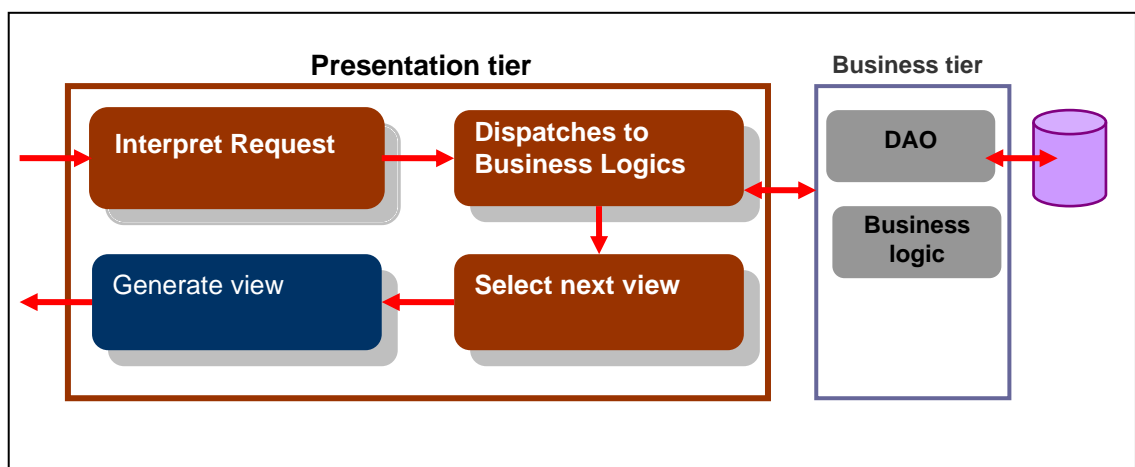 Presentation tier
Business tier
Interpret Request
Dispatches to
Business Logics
DAO
Business
logic
Generate view
Select next view